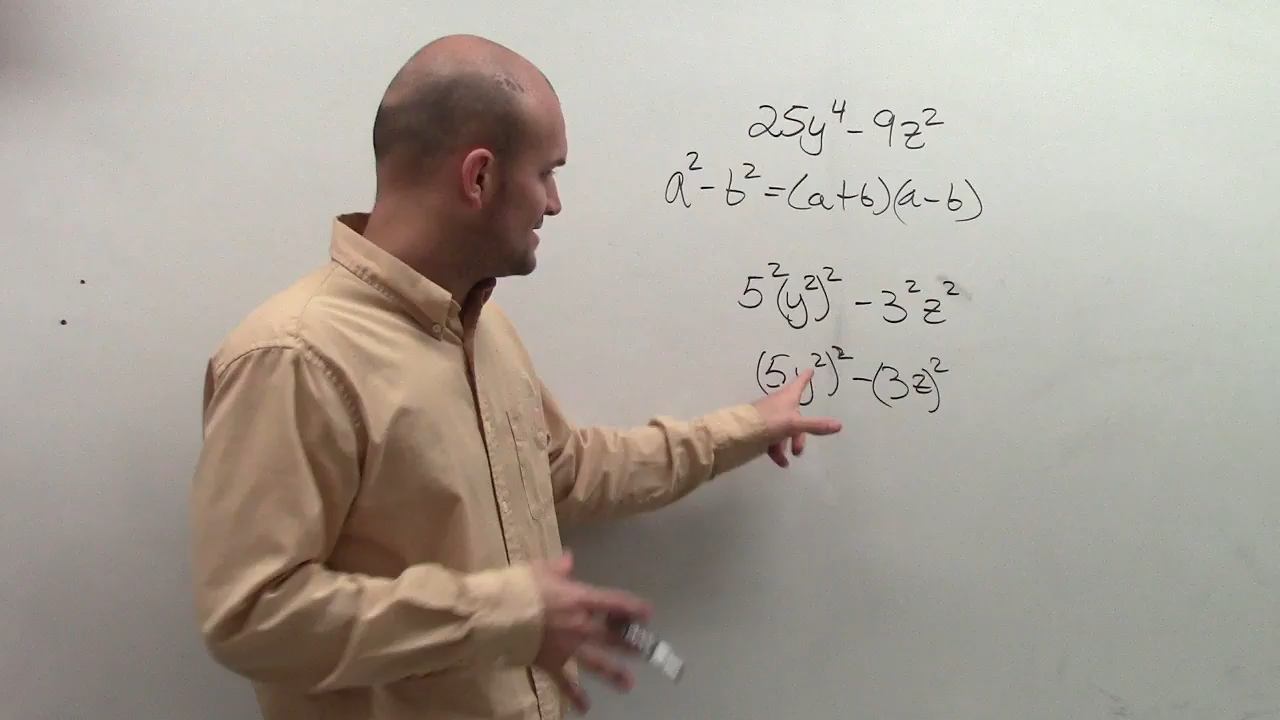 25y⁴ - 9z²
a² - b² = (a+b)(a-b)
5²(y²)² - 3²z²
(5y²)² - (3z)²